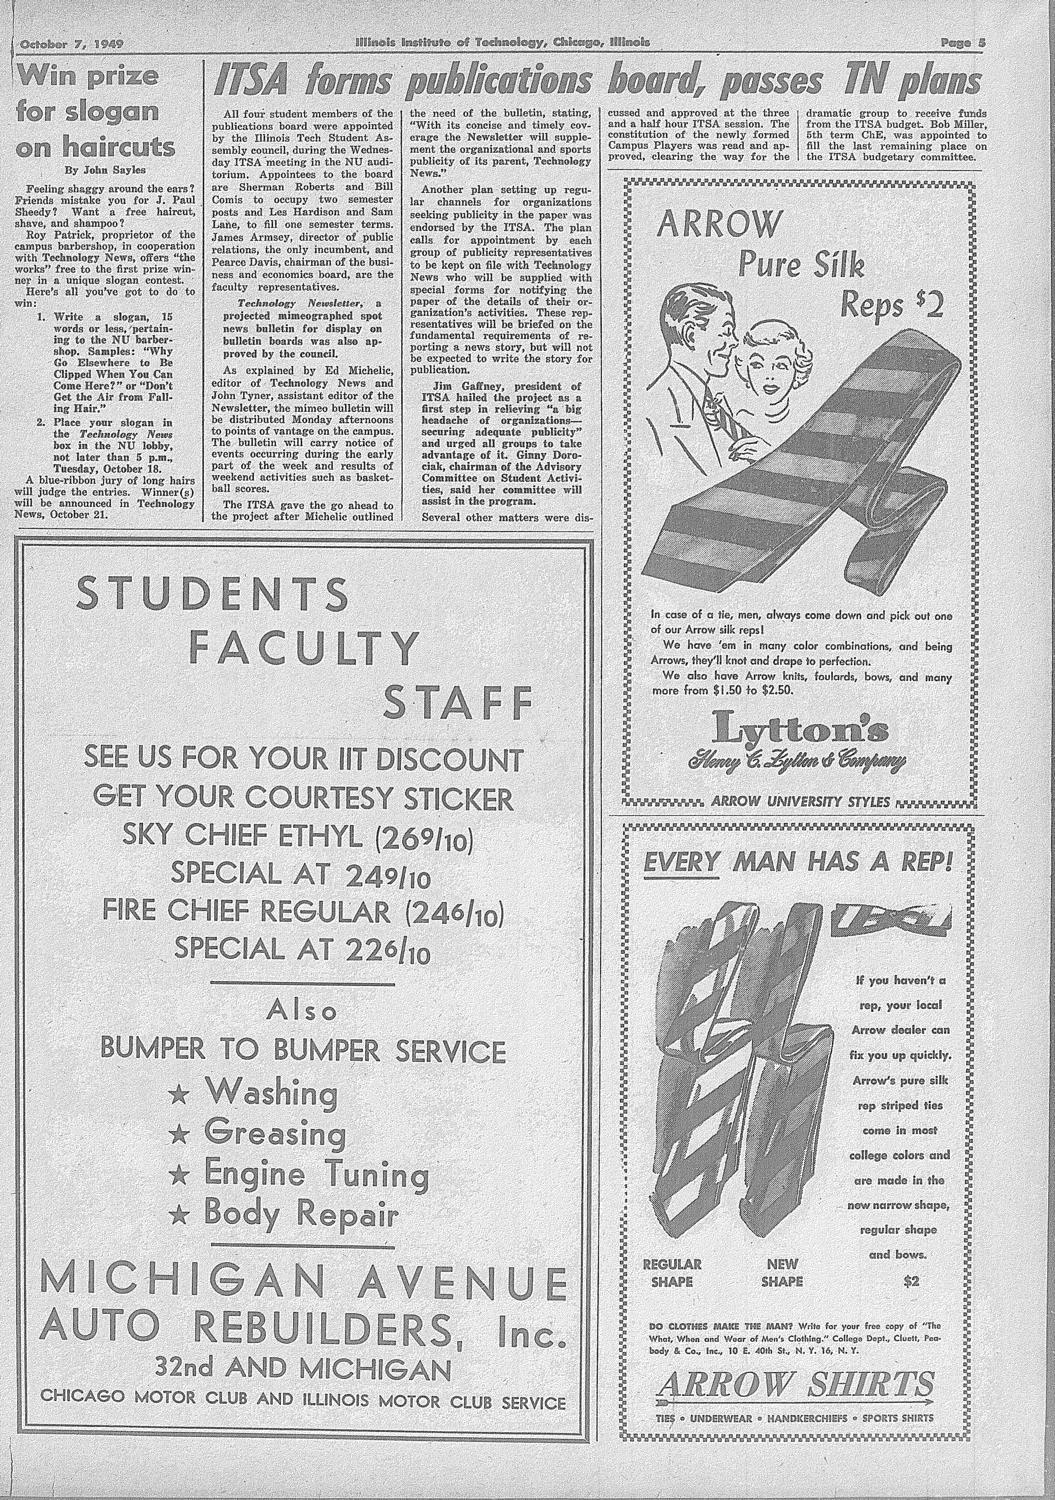 October 7, 1949
Illinois Institute of Technology, Chicago, Illinois
Page 5
Win prize
for slogan
on haircuts
By John Sayles
Feeling shaggy around the ears?
Friends mistake you for J. Paul
Sheedy? Want a free haircut,
shave, and shampoo?
Roy Patrick, proprietor of the
campus barbershop, in cooperation
with Technology News, offers "the
works" free to the first prize win-
ner in a unique slogan contest.
Here's all you've got to do to
win:
1. Write a slogan, 15
words or less, pertain-
ing to the NU barber-
shop. Samples: "Why
Go Elsewhere to Be
Clipped When You Can
Come Here?" or "Don't
Get the Air from Fall-
ing Hair."
2. Place your slogan in
the Technology News
box in the NU lobby,
not later than 5 p.m.,
Tuesday, October 18.
A blue-ribbon jury of long hairs
will judge the entries. Winner(s)
will be announced in Technology
News, October 21.
ITSA forms publications board, passes TN plans
All four student members of the
publications board were appointed
by the Illinois Tech Student As-
sembly council, during the Wednes-
day ITSA meeting in the NU audi-
torium. Appointees to the board
are Sherman Roberts and Bill
Comis to occupy two semester
posts and Les Hardison and Sam
Lane, to fill one semester terms.
James Armsey, director of public
relations, the only incumbent, and
Pearce Davis, chairman of the busi-
ness and economics board, are the
faculty representatives.
Technology Newsletter, a
projected mimeographed spot
news bulletin for display on
bulletin boards was also ap-
proved by the council.
As explained by Ed Michelic,
editor of Technology News and
John Tyner, assistant editor of the
Newsletter, the mimeo bulletin will
be distributed Monday afternoons
to points of vantage on the campus.
The bulletin will carry notice of
events occurring during the early
part of the week and results of
weekend activities such as basket-
ball scores.
The ITSA gave the go ahead to
the project after Michelic outlined
the need of the bulletin, stating,
"With its concise and timely cov-
erage the Newsletter will supple-
ment the organizational and sports
publicity of its parent, Technology
News."
Another plan setting up regu-
lar channels for organizations
seeking publicity in the paper was
endorsed by the ITSA. The plan
calls for appointment by each
group of publicity representatives
to be kept on file with Technology
News who will be supplied with
special forms for notifying the
paper of the details of their or-
ganization's activities. These rep-
resentatives will be briefed on the
fundamental requirements of re-
porting a news story, but will not
be expected to write the story for
publication.
Jim Gaffney, president of
ITSA hailed the project as a
first step in relieving "a big
headache of organizations—
securing adequate publicity"
and urged all groups to take
advantage of it. Ginny Doro-
ciak, chairman of the Advisory
Committee on Student Activi-
ties, said her committee will
assist in the program.
Several other matters were dis-
cussed and approved at the three
and a half hour ITSA session. The
constitution of the newly formed
Campus Players was read and ap-
proved, clearing the way for the
dramatic group to receive funds
from the ITSA budget. Rob Miller,
5th term ChE, was appointed to
fill the last remaining place on
the ITSA budgetary committee.
STUDENTS
FACULTY
STAFF
SEE US FOR YOUR IIT DISCOUNT
GET YOUR COURTESY STICKER
SKY CHIEF ETHYL (269/10)
SPECIAL AT 249/10
FIRE CHIEF REGULAR (246/10)
SPECIAL AT 226/10
Also
BUMPER TO BUMPER SERVICE
★ Washing
★ Greasing
★ Engine Tuning
★ Body Repair
MICHIGAN AVENUE
AUTO REBUILDERS, Inc.
32nd AND MICHIGAN
CHICAGO MOTOR CLUB AND ILLINOIS MOTOR CLUB SERVICE
ARROW
Pure Silk
Reps $2
In case of a tie, men, always come down and pick out one
of our Arrow silk reps!
We have 'em in many color combinations, and being
Arrows, they'll knot and drape to perfection.
We also have Arrow knits, foulards, bows, and many
more from $1.50 to $2.50.
Lytton's
Henry C. Lytton & Company
ARROW UNIVERSITY STYLES
EVERY MAN HAS A REP!
If you haven't a
rep, your local
Arrow dealer can
fix you up quickly.
Arrow's pure silk
rep striped ties
come in most
college colors and
are made in the
new narrow shape,
regular shape
and bows.
REGULAR
SHAPE
NEW
SHAPE
$2
DO CLOTHES MAKE THE MAN? Write for your free copy of "The
What, When and Wear of Men's Clothing." College Dept., Cluett, Pea-
body & Co., Inc., 10 E. 40th St., N. Y. 16, N. Y.
ARROW SHIRTS
TIES • UNDERWEAR • HANDKERCHIEFS • SPORTS SHIRTS